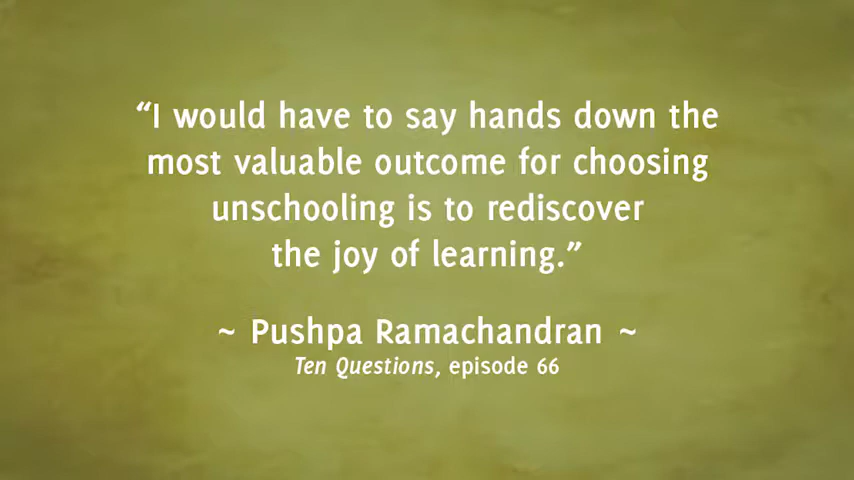 “I would have to say hands down the
most valuable outcome for choosing
unschooling is to rediscover
the joy of learning.”
~ Pushpa Ramachandran ~
Ten Questions, episode 66